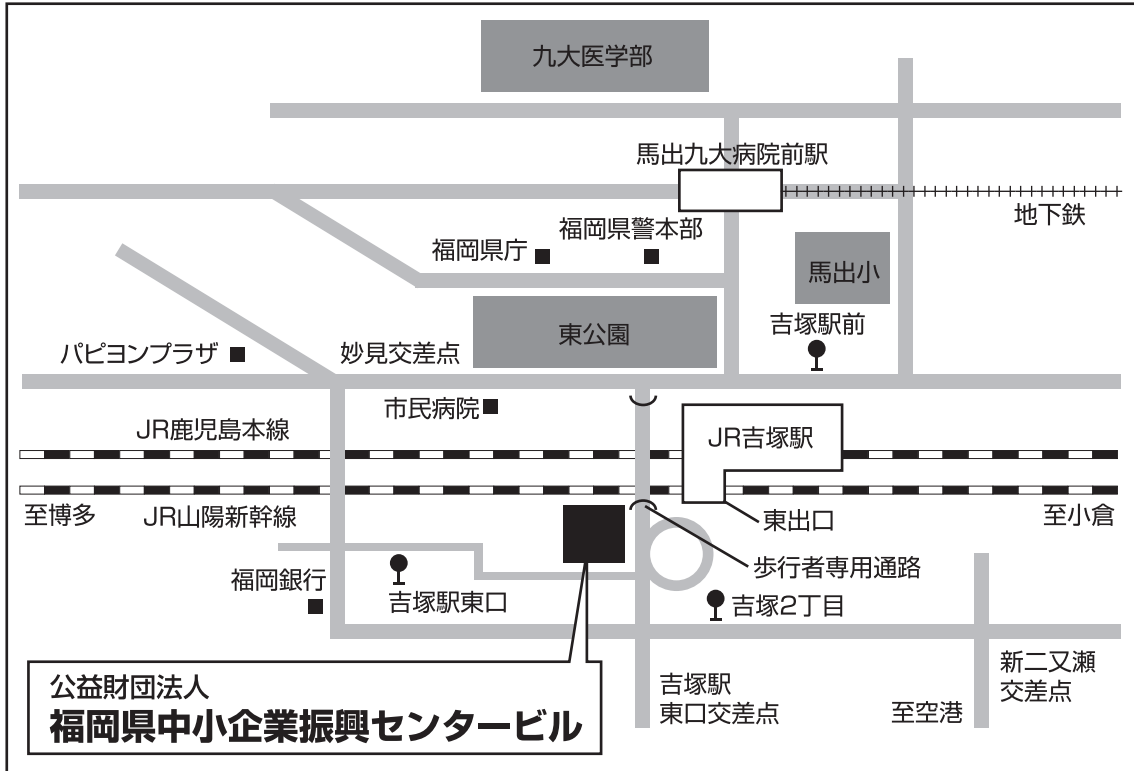 九大医学部
馬出九大病院前駅
地下鉄
福岡県警本部
福岡県庁
馬出小
吉塚駅前
東公園
パピヨンプラザ
妙見交差点
市民病院
JR鹿児島本線
JR吉塚駅
至博多
JR山陽新幹線
東出口
至小倉
歩行者専用通路
福岡銀行
吉塚駅東口
吉塚2丁目
公益財団法人
福岡県中小企業振興センタービル
吉塚駅
東口交差点
新二又瀬
交差点
至空港